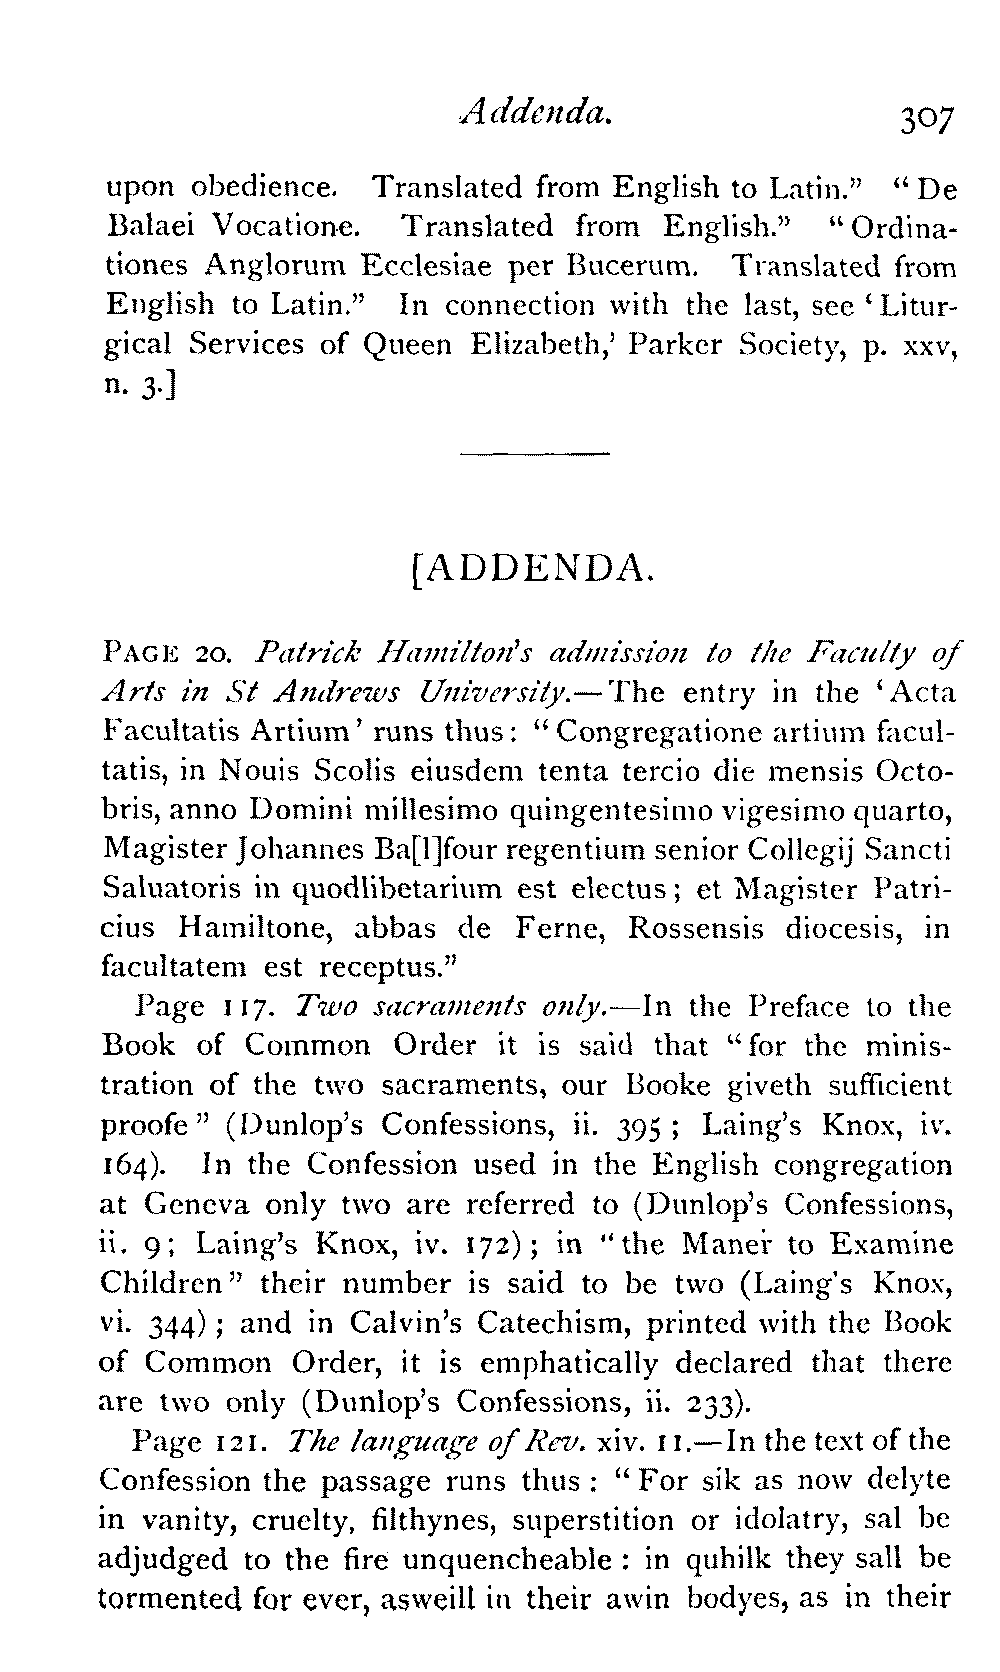 Addenda. 307
upon obedience. Translated from English to Latin.” “De
Balaei Vocatione. Translated from English.” “Ordina-
tiones Anglorum Ecclesiae per Bucerum. Translated from
English to Latin.” In connection with the last, see ‘Litur-
gical Services of Queen Elizabeth,’ Parker Society, p. xxv,
n. 3.]
[ADDENDA.
PAGE 20. Patrick Hamilton's admission to the Faculty of
Arts in St Andrews University.—The entry in the ‘Acta
Facultatis Artium’ runs thus: “Congregatione artium facul-
tatis, in Nouis Scolis eiusdem tenta tercio die mensis Octo-
bris, anno Domini millesimo quingentesimo vigesimo quarto,
Magister Johannes Ba[l]four regentium senior Collegij Sancti
Saluatoris in quodlibetarium est electus; et Magister Patri-
cius Hamiltone, abbas de Ferne, Rossensis diocesis, in
facultatem est receptus.”
Page 117. Two sacraments only.—In the Preface to the
Book of Common Order it is said that “for the minis-
tration of the two sacraments, our Booke giveth sufficient
proofe” (Dunlop's Confessions, ii. 395; Laing's Knox, iv.
164). In the Confession used in the English congregation
at Geneva only two are referred to (Dunlop's Confessions,
ii. 9; Laing's Knox, iv. 172); in “the Maner to Examine
Children” their number is said to be two (Laing's Knox,
vi. 344); and in Calvin's Catechism, printed with the Book
of Common Order, it is emphatically declared that there
are two only (Dunlop's Confessions, ii. 233).
Page 121. The language of Rev. xiv. 11.—In the text of the
Confession the passage runs thus: “For sik as now delyte
in vanity, cruelty, filthynes, superstition or idolatry, sal be
adjudged to the fire unquencheable: in quhilk they sall be
tormented for ever, asweill in their awin bodyes, as in their